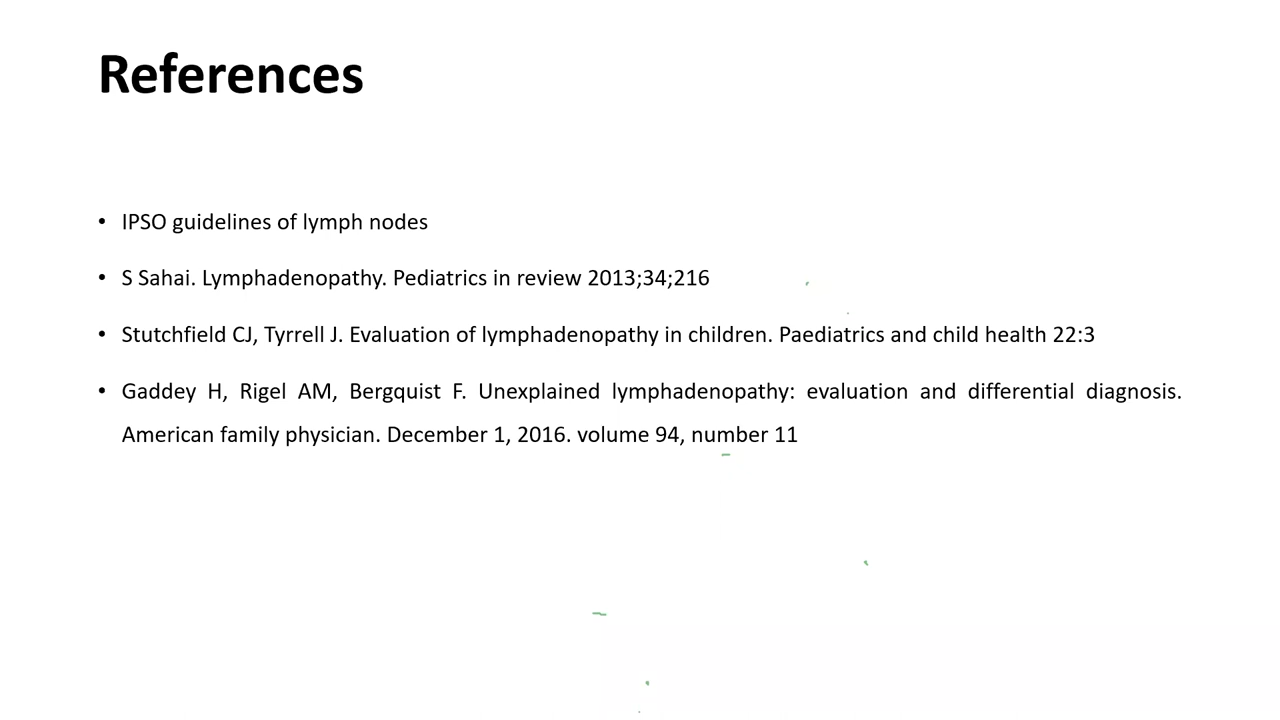 References
• IPSO guidelines of lymph nodes
• S Sahai. Lymphadenopathy. Pediatrics in review 2013;34;216
• Stutchfield CJ, Tyrrell J. Evaluation of lymphadenopathy in children. Paediatrics and child health 22:3
• Gaddey H, Rigel AM, Bergquist F. Unexplained lymphadenopathy: evaluation and differential diagnosis.
American family physician. December 1, 2016. volume 94, number 11